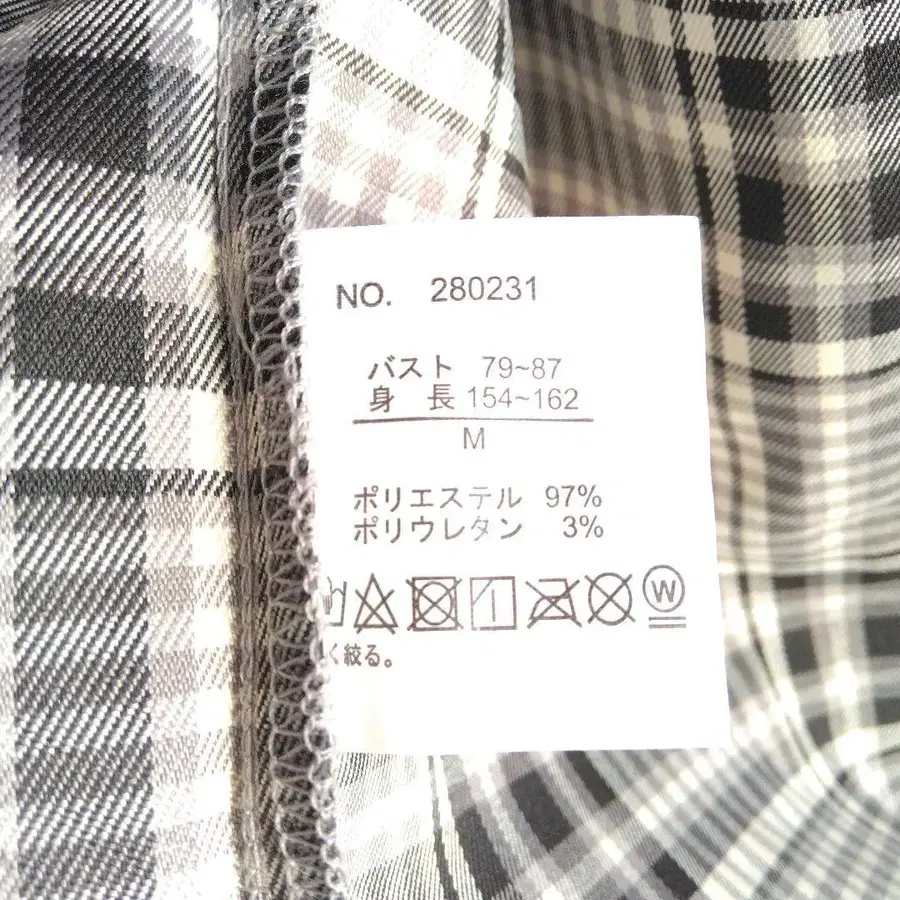 NO. 280231
バスト 79~87
身 長 154~162
M
ポリエステル 97%
ポリウレタン 3%
W
く絞る。